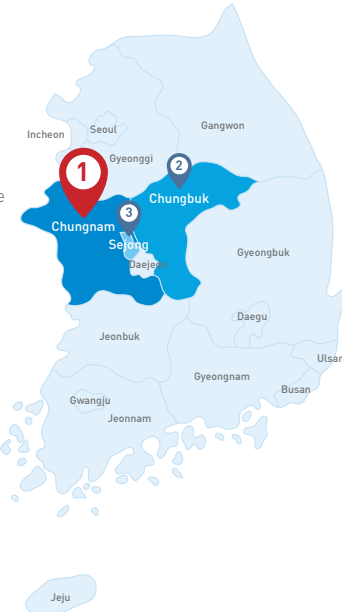 Gangwon
Seoul
Incheon
Gyeonggi
1
2
e
Chungbuk
3
Chungnam
Sejong
Gyeongbuk
Daejeon
Daegu
Jeonbuk
Ulsan
Gyeongnam
Busan
Gwangju
Jeonnam
Jeju